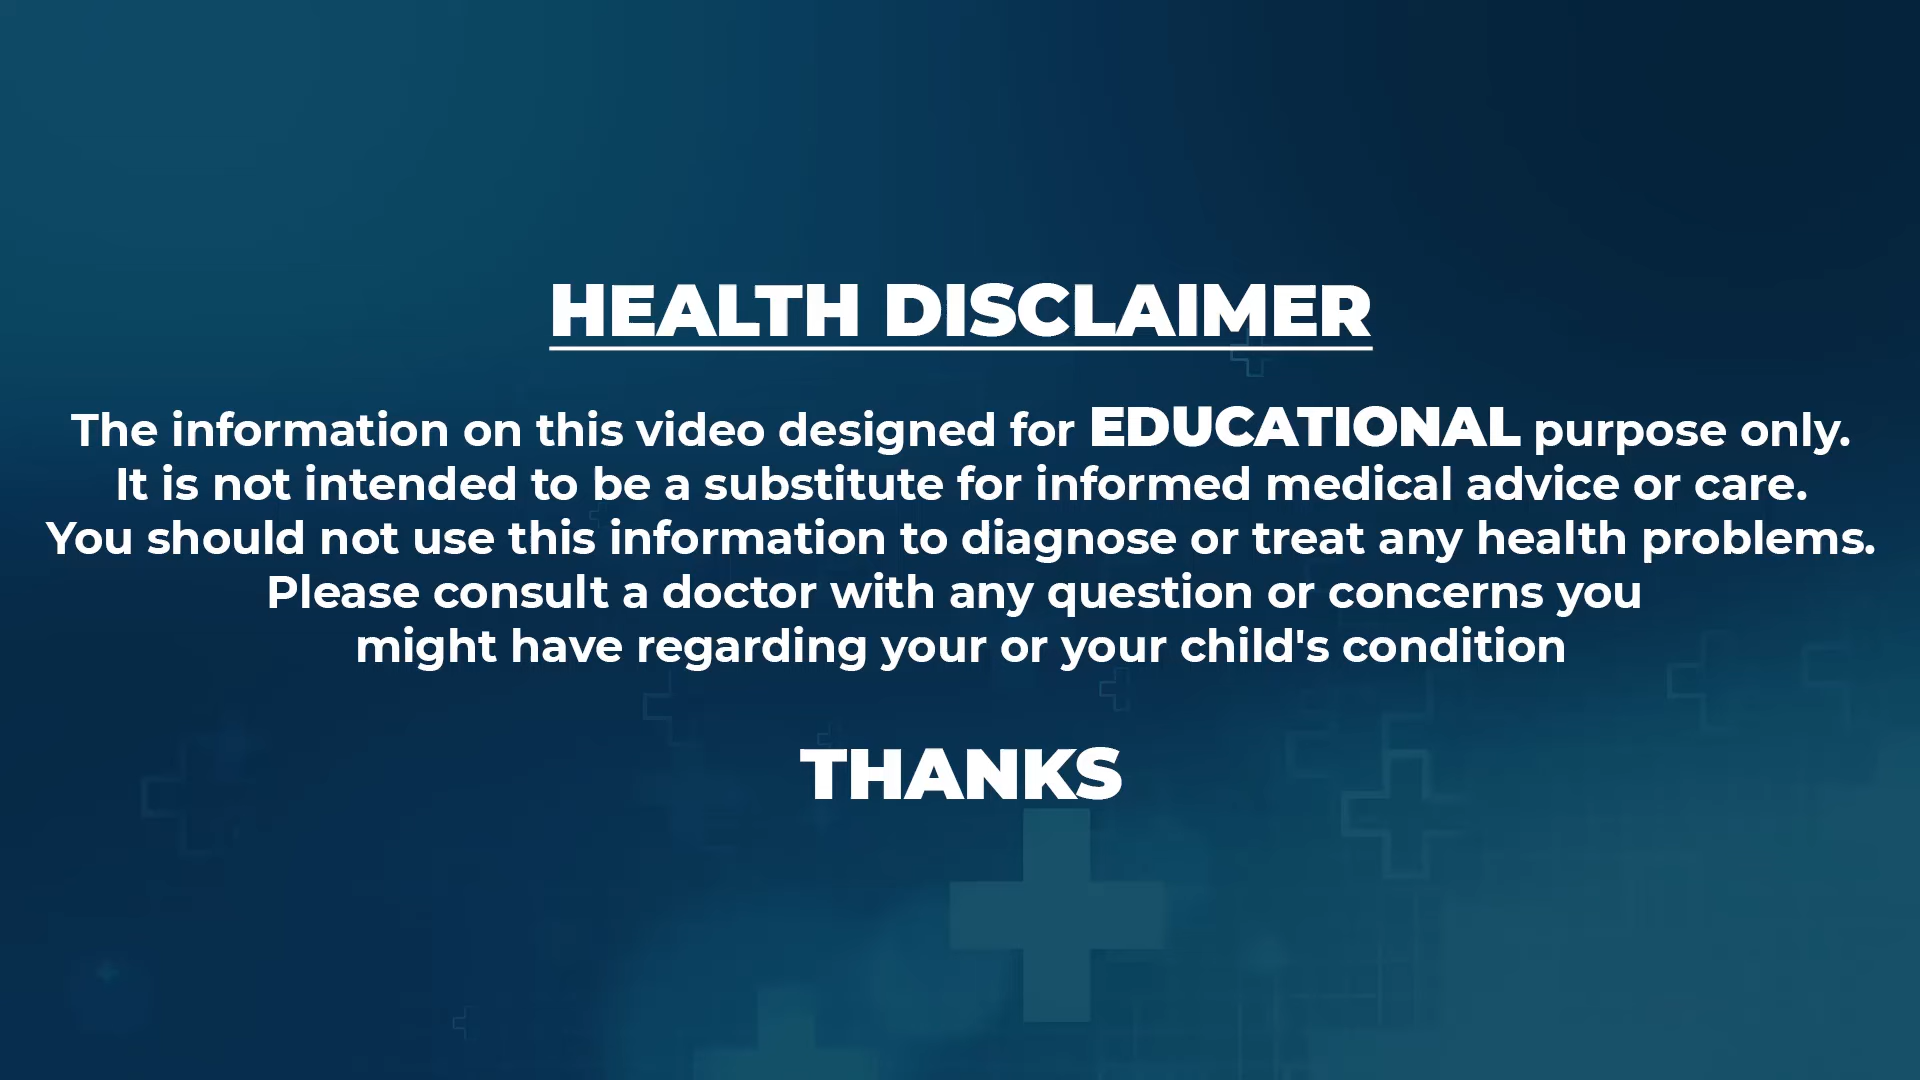 HEALTH DISCLAIMER
The information on this video designed for EDUCATIONAL purpose only.
It is not intended to be a substitute for informed medical advice or care.
You should not use this information to diagnose or treat any health problems.
Please consult a doctor with any question or concerns you
might have regarding your or your child's condition
THANKS